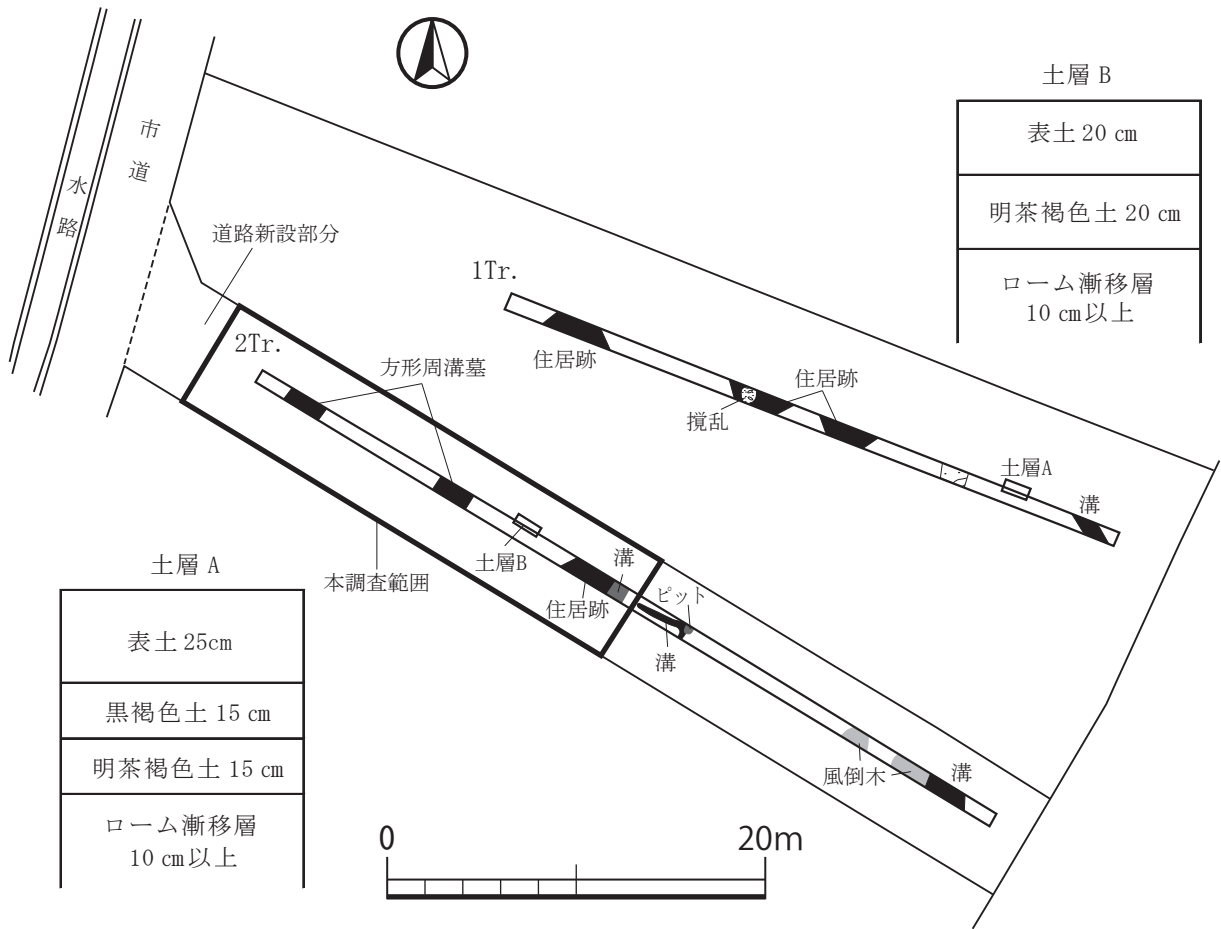 土層 B
表土 20 cm
明茶褐色土 20 cm
ローム漸移層
10 cm以上
市道
水路
道路新設部分
1Tr.
2Tr.
方形周溝墓
住居跡
住居跡
撹乱
土層A
溝
土層B
溝
住居跡
ピット
溝
本調査範囲
風倒木
溝
土層 A
表土 25cm
黒褐色土 15 cm
明茶褐色土 15 cm
ローム漸移層
10 cm以上
0
20m